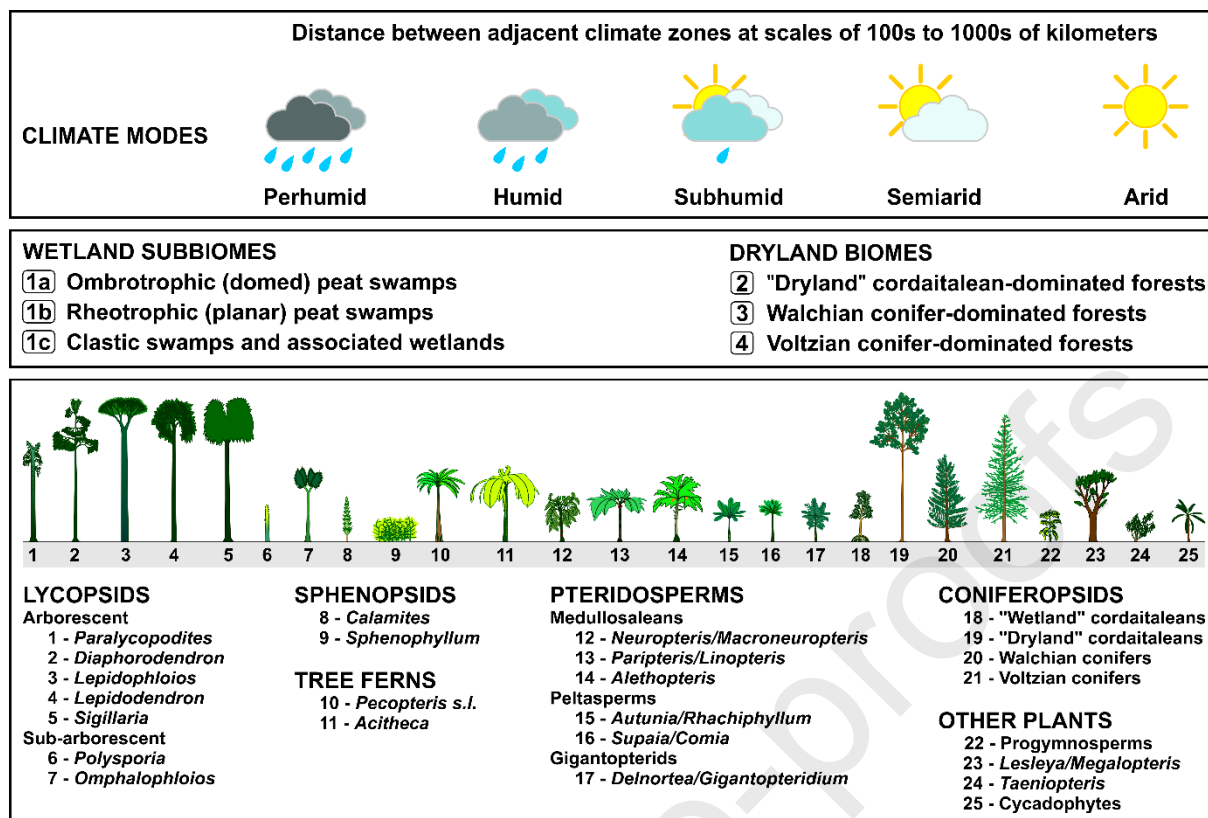 Distance between adjacent climate zones at scales of 100s to 1000s of kilometers
CLIMATE MODES
Perhumid
Humid
Subhumid
Semiarid
Arid
WETLAND SUBBIOMES
1a Ombrotrophic (domed) peat swamps
1b Rheotrophic (planar) peat swamps
1c Clastic swamps and associated wetlands
DRYLAND BIOMES
2 "Dryland" cordaitalean-dominated forests
3 Walchian conifer-dominated forests
4 Voltzian conifer-dominated forests
1 2 3 4 5 6 7 8 9 10 11 12 13 14 15 16 17 18 19 20 21 22 23 24 25
LYCOPSIDS
Arborescent
1 - Paralycopodites
2 - Diaphorodendron
3 - Lepidophloios
4 - Lepidodendron
5 - Sigillaria
Sub-arborescent
6 - Polysporia
7 - Omphalophloios
SPHENOPSIDS
8 - Calamites
9 - Sphenophyllum
TREE FERNS
10 - Pecopteris s.l.
11 - Acitheca
PTERIDOSPERMS
Medullosaleans
12 - Neuropteris/Macroneuropteris
13 - Paripteris/Linopteris
14 - Alethopteris
Peltasperms
15 - Autunia/Rhachiphyllum
16 - Supaia/Comia
Gigantopterids
17 - Delnortea/Gigantopteridium
CONIFEROPSIDS
18 - "Wetland" cordaitaleans
19 - "Dryland" cordaitaleans
20 - Walchian conifers
21 - Voltzian conifers
OTHER PLANTS
22 - Progymnosperms
23 - Lesleya/Megalopteris
24 - Taeniopteris
25 - Cycadophytes
-proofs